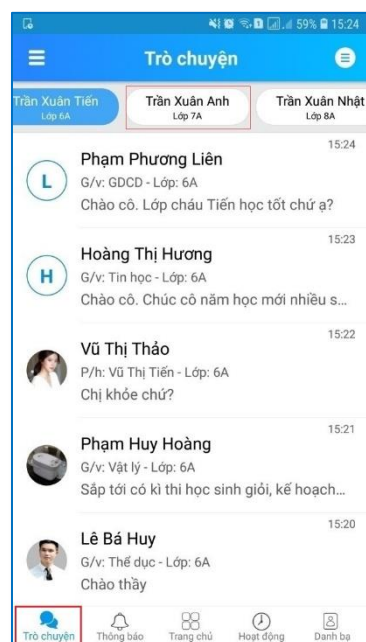 59% 15:24
Trò chuyện
Trần Xuân Tiến
Lớp 6A
Trần Xuân Anh
Lớp 7A
Trần Xuân Nhật
Lớp 8A
15:24
Phạm Phương Liên
L
G/v: GDCD - Lớp: 6A
Chào cô. Lớp cháu Tiến học tốt chứ ạ?
15:23
Hoàng Thị Hương
H
G/v: Tin học - Lớp: 6A
Chào cô. Chúc cô năm học mới nhiều s...
15:22
Vũ Thị Thảo
P/h: Vũ Thị Tiến - Lớp: 6A
Chị khỏe chứ?
15:21
Phạm Huy Hoàng
G/v: Vật lý - Lớp: 6A
Sắp tới có kì thi học sinh giỏi, kế hoạch...
15:20
Lê Bá Huy
G/v: Thể dục - Lớp: 6A
Chào thầy
Trò chuyện
Thông báo
Trang chủ
Hoạt động
Danh bạ